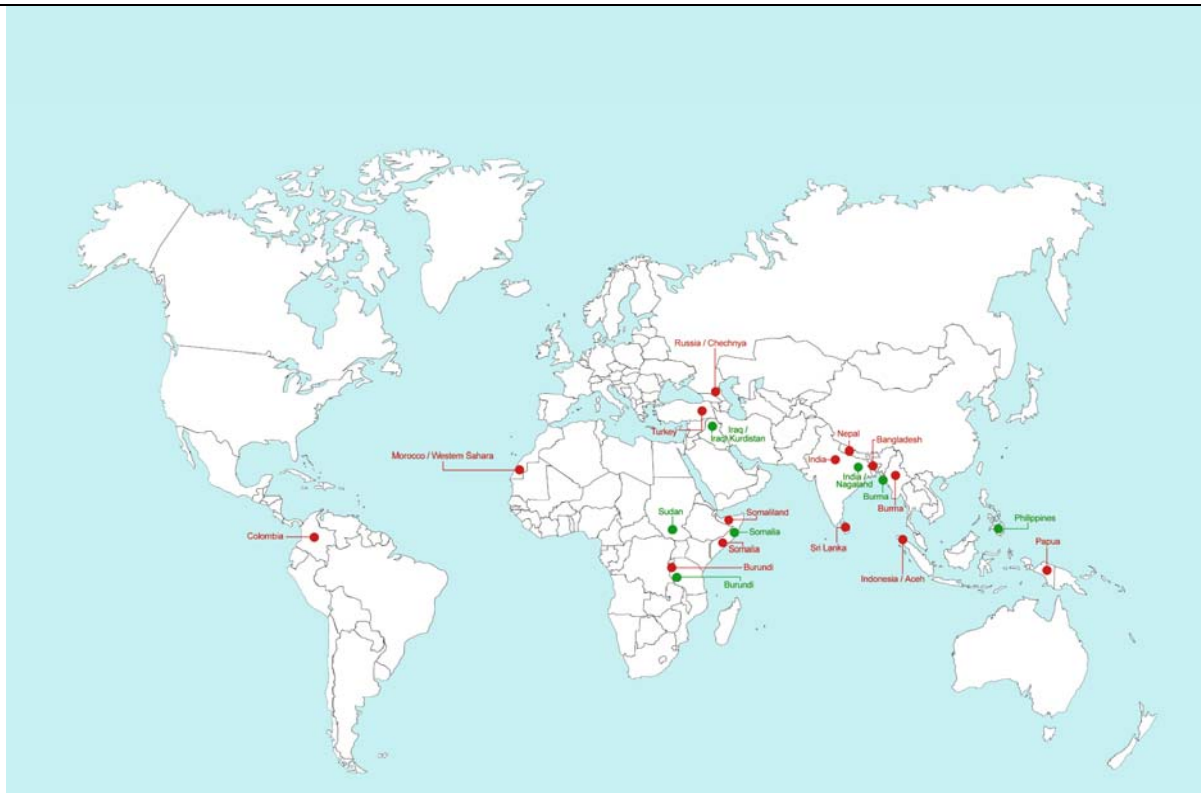 Russia / Chechnya
Turkey
Iraq /
Iraqi Kurdistan
Nepal
Bangladesh
India
India /
Nagaland
Burma
Burma
Morocco / Western Sahara
Sudan
Somaliland
Somalia
Somalia
Sri Lanka
Philippines
Colombia
Burundi
Burundi
Indonesia / Aceh
Papua